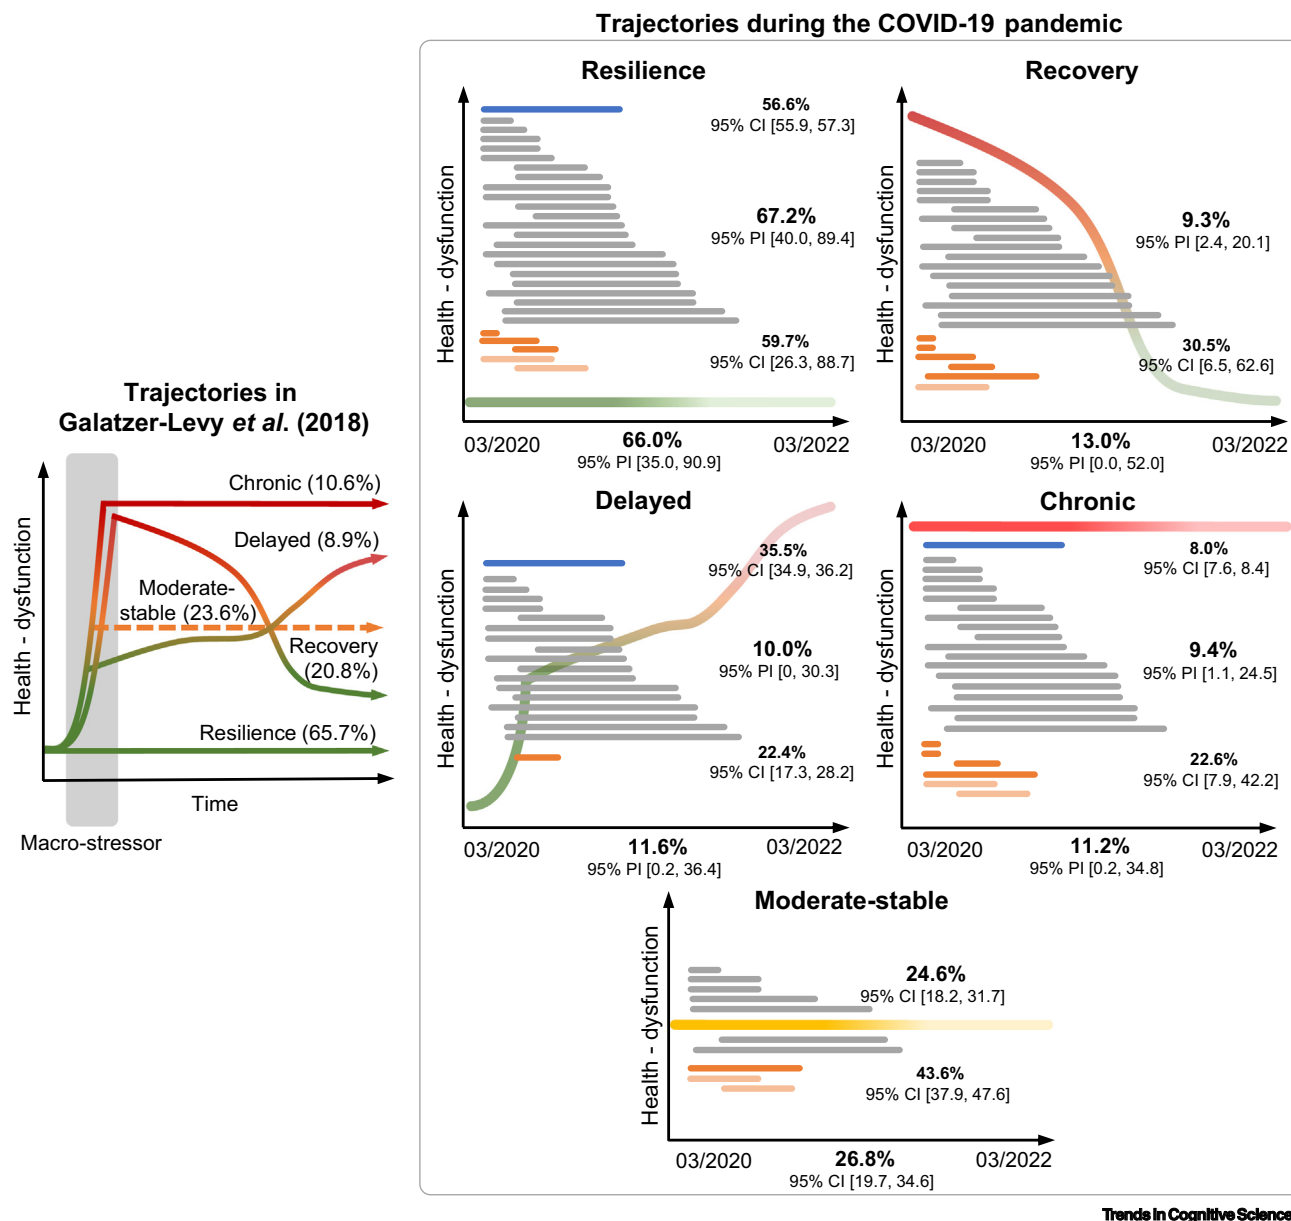 Trajectories during the COVID-19 pandemic
Resilience
Health - dysfunction
56.6%
95% CI [55.9, 57.3]
67.2%
95% PI [40.0, 89.4]
59.7%
95% CI [26.3, 88.7]
03/2020
66.0%
95% PI [35.0, 90.9]
03/2022
Recovery
Health - dysfunction
9.3%
95% PI [2.4, 20.1]
30.5%
95% CI [6.5, 62.6]
03/2020
13.0%
95% PI [0.0, 52.0]
03/2022
Trajectories in
Galatzer-Levy et al. (2018)
Health - dysfunction
Chronic (10.6%)
Delayed (8.9%)
Moderate-
stable (23.6%)
Recovery
(20.8%)
Resilience (65.7%)
Time
Macro-stressor
Delayed
Health - dysfunction
35.5%
95% CI [34.9, 36.2]
10.0%
95% PI [0, 30.3]
22.4%
95% CI [17.3, 28.2]
03/2020
11.6%
95% PI [0.2, 36.4]
03/2022
Chronic
Health - dysfunction
8.0%
95% CI [7.6, 8.4]
9.4%
95% PI [1.1, 24.5]
22.6%
95% CI [7.9, 42.2]
03/2020
11.2%
95% PI [0.2, 34.8]
03/2022
Moderate-stable
Health - dysfunction
24.6%
95% CI [18.2, 31.7]
43.6%
95% CI [37.9, 47.6]
03/2020
26.8%
95% CI [19.7, 34.6]
03/2022
Trends in Cognitive Science